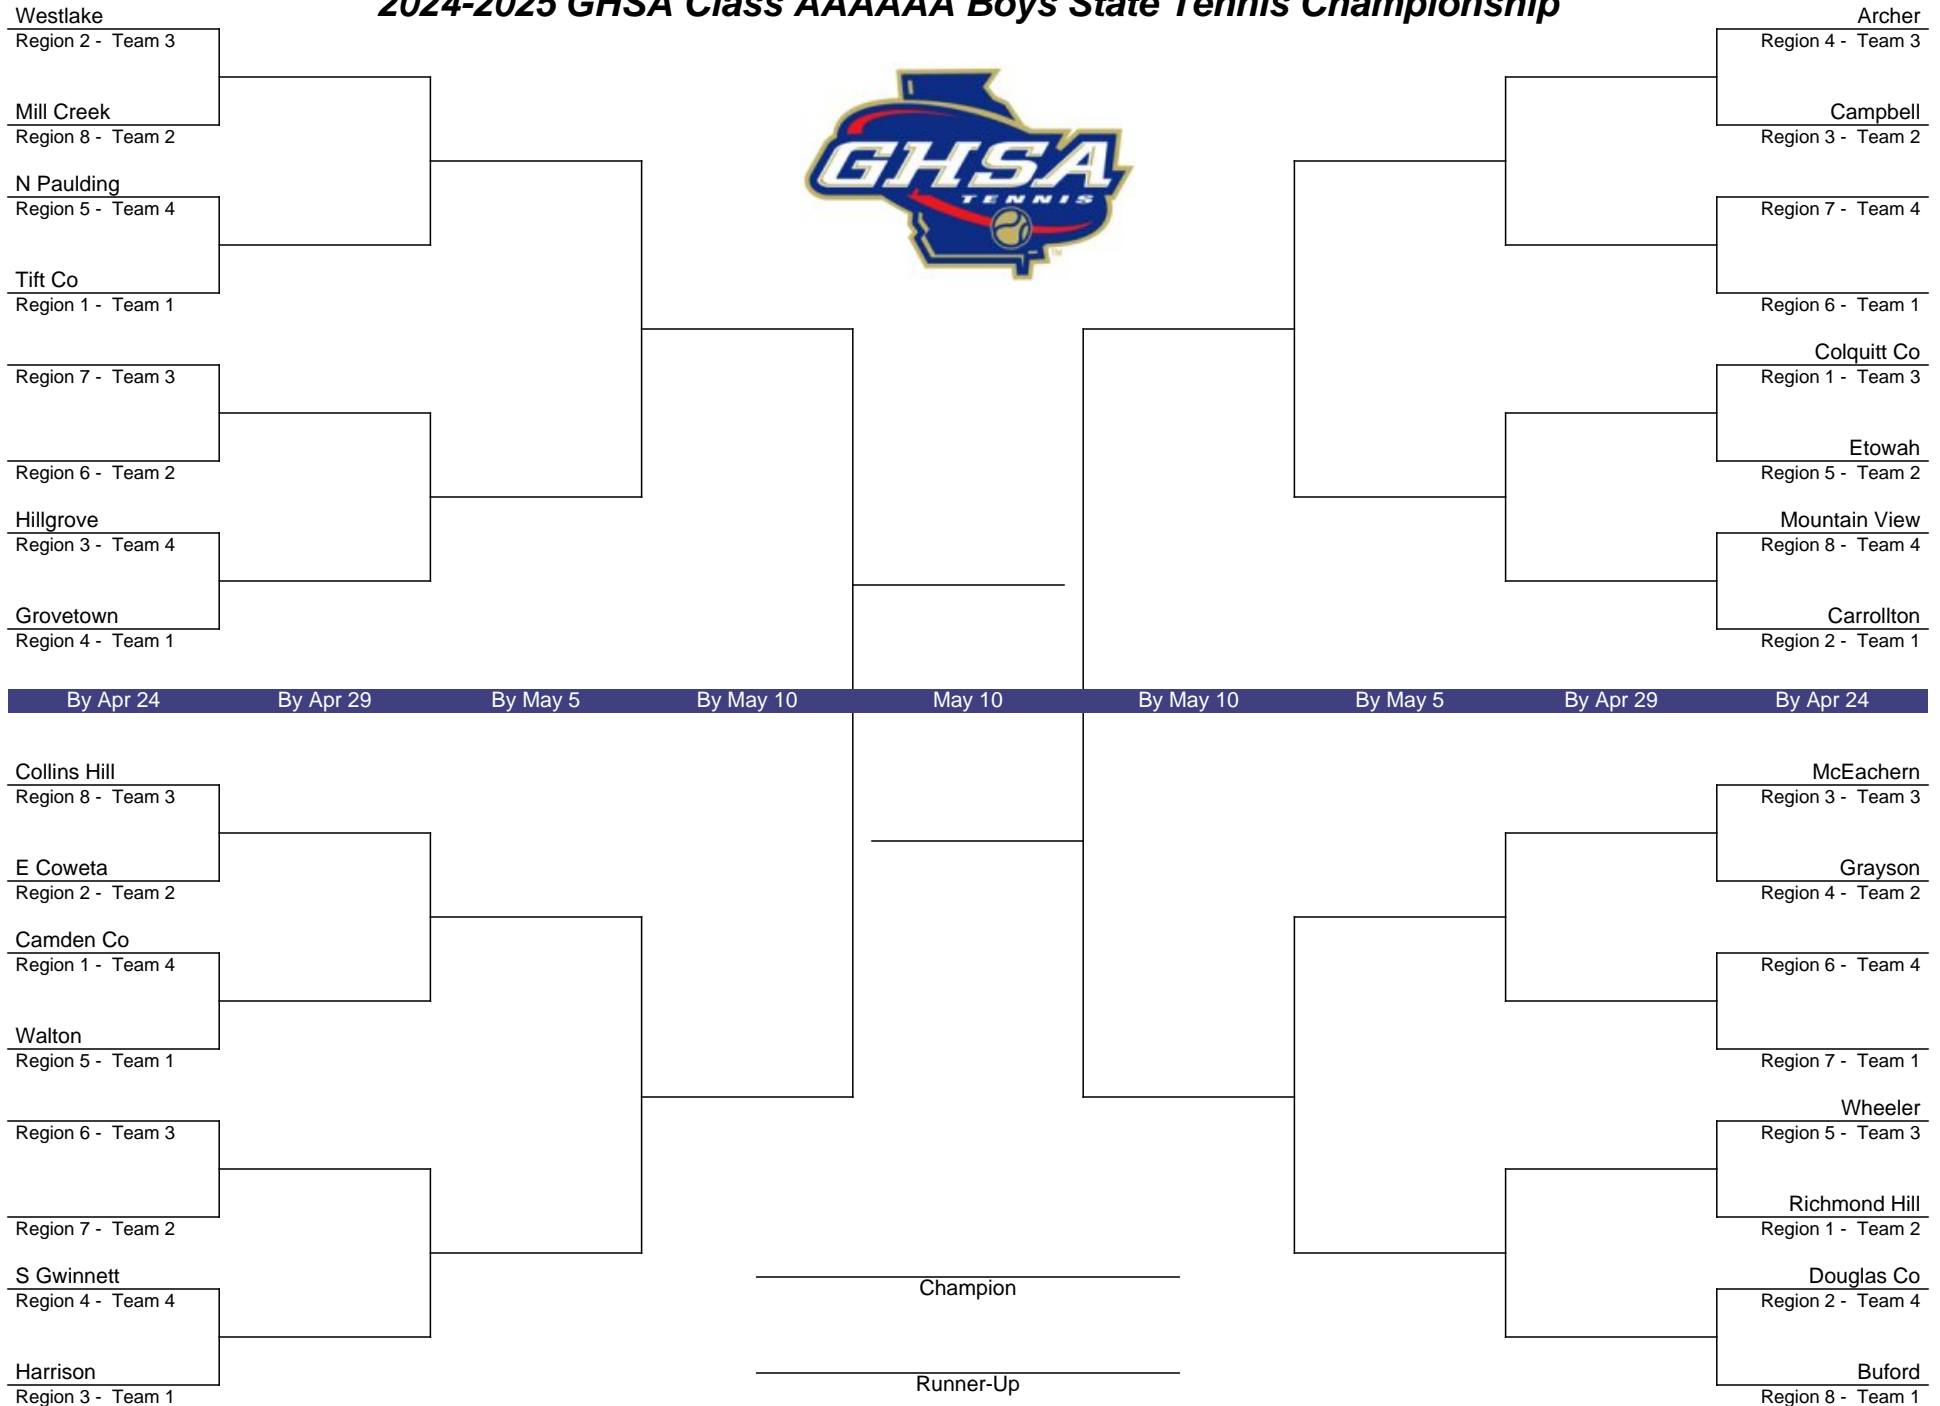 2024-2025 GHSA Class AAAAAA Boys State Tennis Championship
Westlake
Region 2 - Team 3
Mill Creek
Region 8 - Team 2
N Paulding
Region 5 - Team 4
Tift Co
Region 1 - Team 1
Region 7 - Team 3
Region 6 - Team 2
Hillgrove
Region 3 - Team 4
Grovetown
Region 4 - Team 1
GHSA
TENNIS
TM
Archer
Region 4 - Team 3
Campbell
Region 3 - Team 2
Region 7 - Team 4
Region 6 - Team 1
Colquitt Co
Region 1 - Team 3
Etowah
Region 5 - Team 2
Mountain View
Region 8 - Team 4
Carrollton
Region 2 - Team 1
By Apr 24 By Apr 29 By May 5 By May 10 May 10 By May 10 By May 5 By Apr 29 By Apr 24
Collins Hill
Region 8 - Team 3
E Coweta
Region 2 - Team 2
Camden Co
Region 1 - Team 4
Walton
Region 5 - Team 1
Region 6 - Team 3
Region 7 - Team 2
S Gwinnett
Region 4 - Team 4
Harrison
Region 3 - Team 1
Champion
Runner-Up
McEachern
Region 3 - Team 3
Grayson
Region 4 - Team 2
Region 6 - Team 4
Region 7 - Team 1
Wheeler
Region 5 - Team 3
Richmond Hill
Region 1 - Team 2
Douglas Co
Region 2 - Team 4
Buford
Region 8 - Team 1